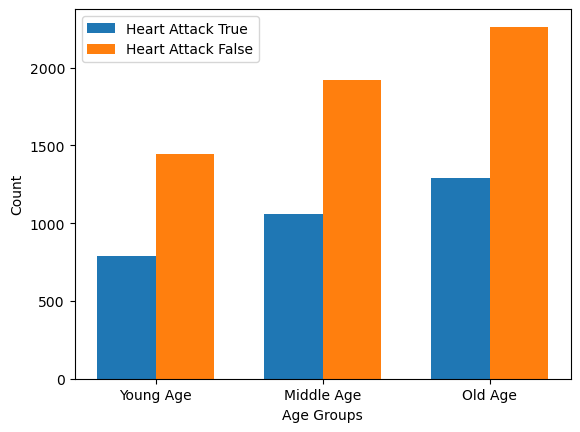 Heart Attack True
Heart Attack False
2000
1500
1000
500
0
Count
Young Age
Middle Age
Old Age
Age Groups